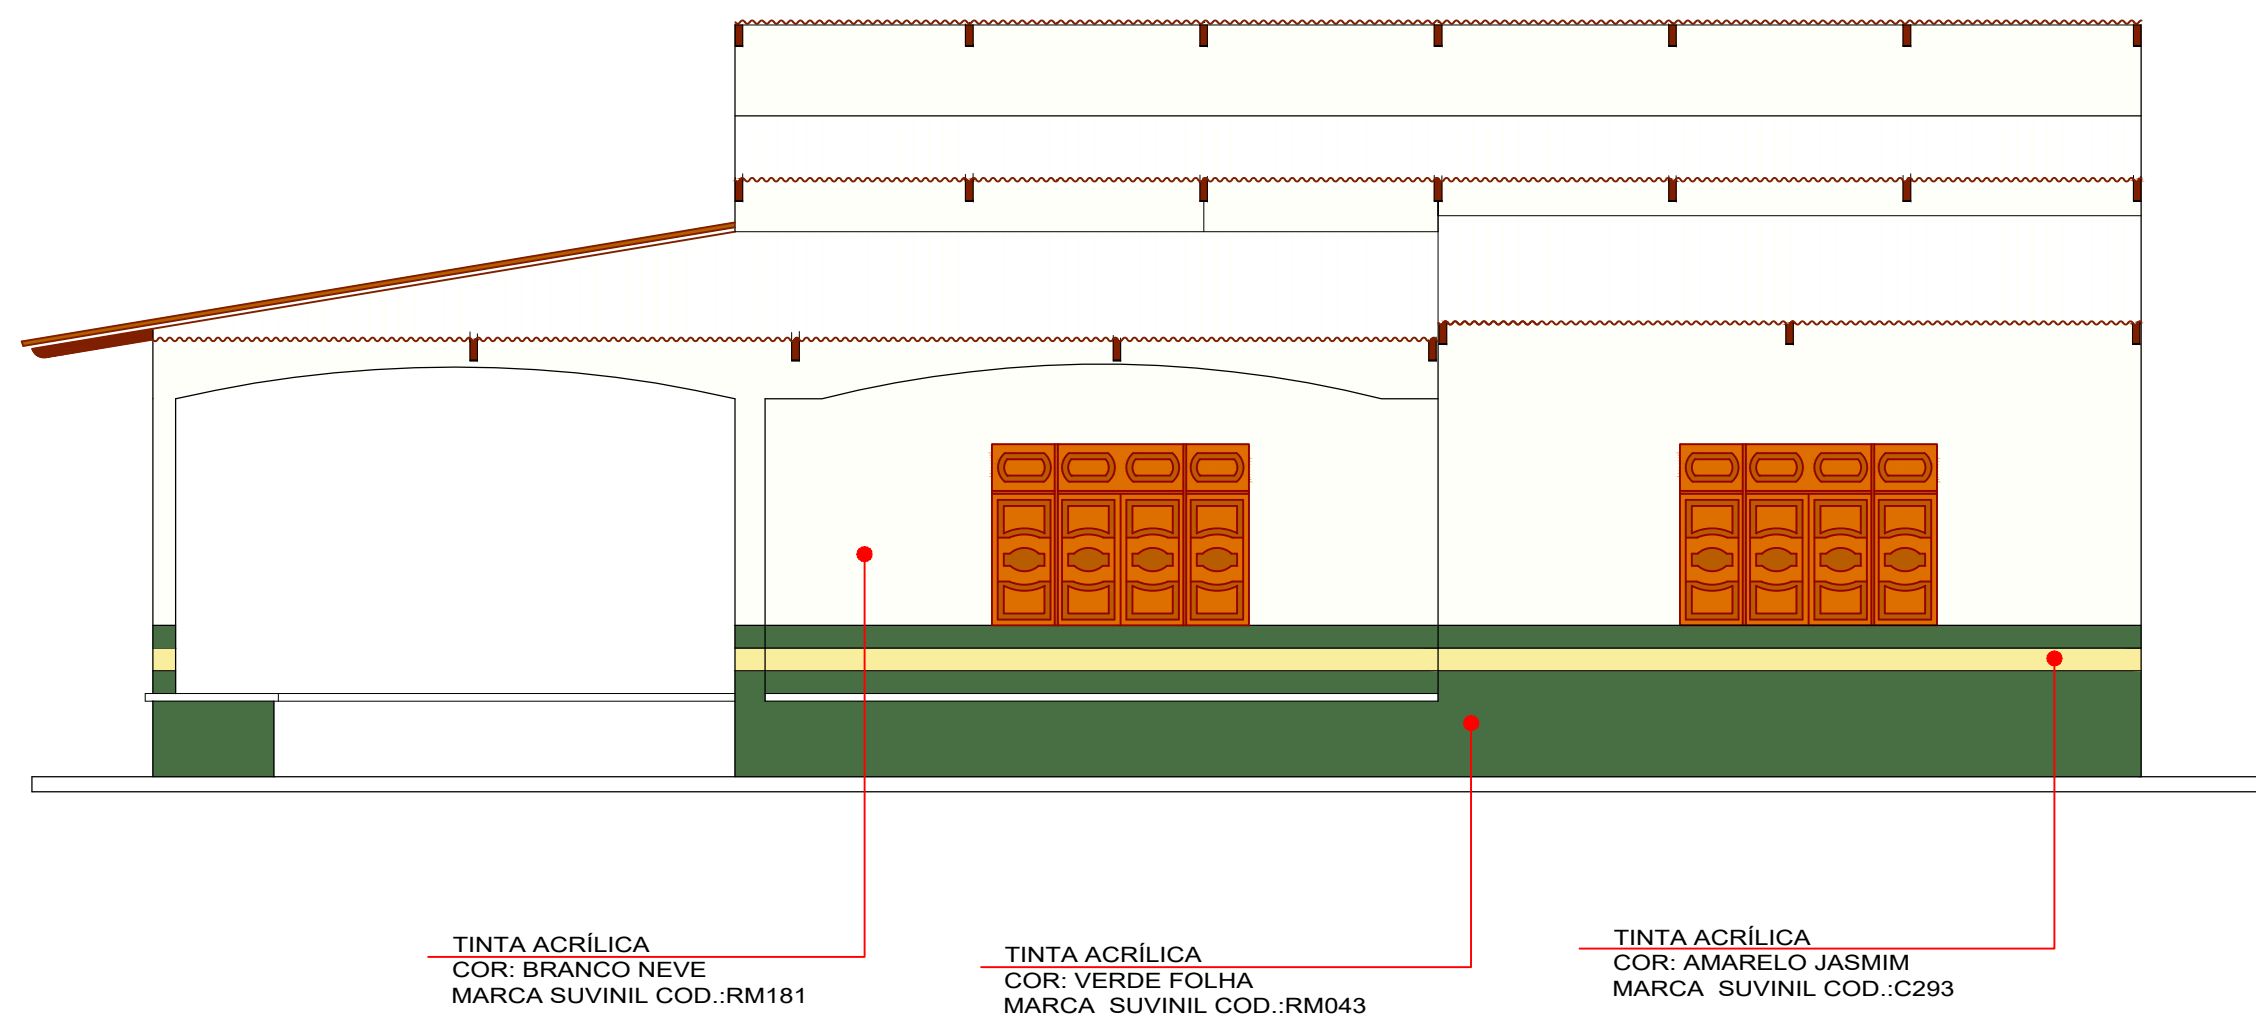 TINTA ACRÍLICA
COR: BRANCO NEVE
MARCA SUVINIL COD.:RM181
TINTA ACRÍLICA
COR: VERDE FOLHA
MARCA  SUVINIL COD.:RM043
TINTA ACRÍLICA
COR: AMARELO JASMIM
MARCA  SUVINIL COD.:C293